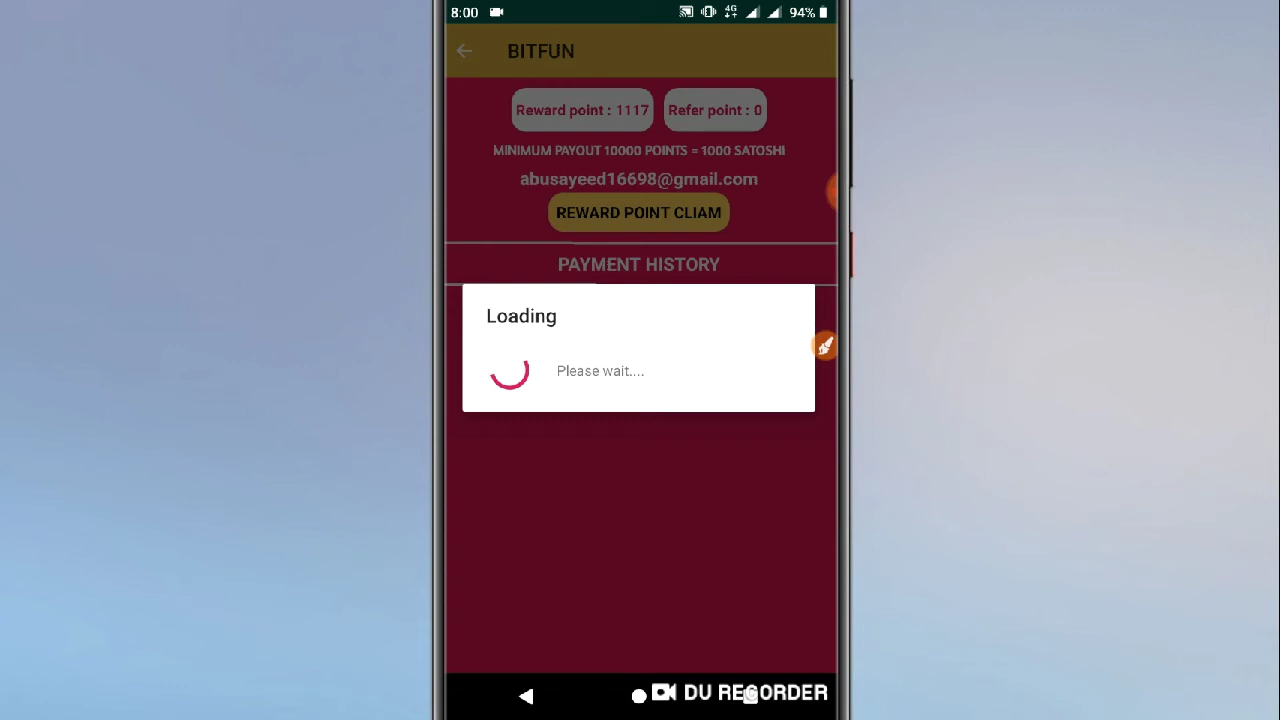 8:00 4G 94%
BITFUN
Reward point : 1117 Refer point : 0
MINIMUM PAYOUT 10000 POINTS = 1000 SATOSHI
abusayeed16698@gmail.com
REWARD POINT CLIAM
PAYMENT HISTORY
Loading
Please wait....
DU RECORDER